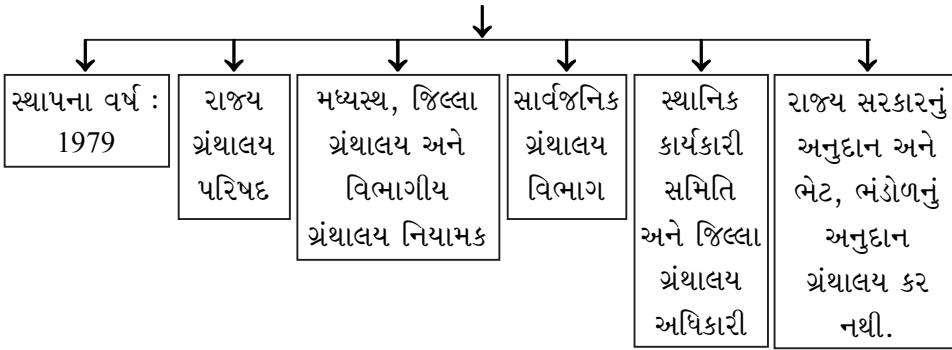 સ્થાપના વર્ષ :
1979
રાજ્ય
ગ્રંથાલય
પરિષદ
મધ્યસ્થ, જિલ્લા
ગ્રંથાલય અને
વિભાગીય
ગ્રંથાલય નિયામક
સાર્વજનિક
ગ્રંથાલય
વિભાગ
સ્થાનિક
કાર્યકારી
સમિતિ
અને જિલ્લા
ગ્રંથાલય
અધિકારી
રાજ્ય સરકારનું
અનુદાન અને
ભેટ, ભંડોળનું
અનુદાન
ગ્રંથાલય કર
નથી.